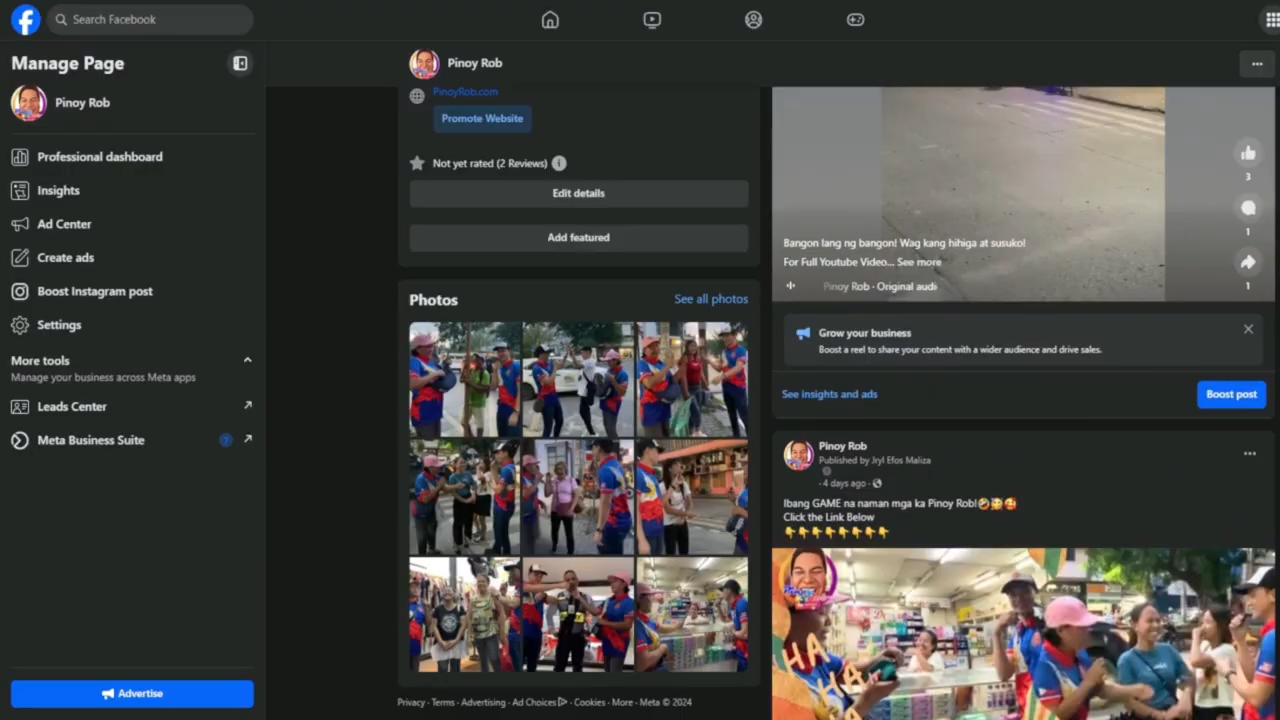 Search Facebook
Manage Page
Pinoy Rob
Professional dashboard
Insights
Ad Center
Create ads
Boost Instagram post
Settings
More tools
Manage your business across Meta apps
Leads Center
Meta Business Suite
Advertise
Pinoy Rob
PinoyRob.com
Promote Website
Not yet rated (2 Reviews)
Edit details
Add featured
Photos
See all photos
Privacy · Terms · Advertising · Ad Choices · Cookies · More · Meta © 2024
3
1
1
Bangon lang ng bangon! Wag kang hihiga at susuko!
For Full Youtube Video... See more
Pinoy Rob · Original audi
Grow your business
Boost a reel to share your content with a wider audience and drive sales.
See insights and ads
Boost post
Pinoy Rob
Published by Jryl Efos Maliza
· 4 days ago ·
Ibang GAME na naman mga ka Pinoy Rob!🤣🥰🥰
Click the Link Below
👇👇👇👇👇👇👇👇
HA
HA